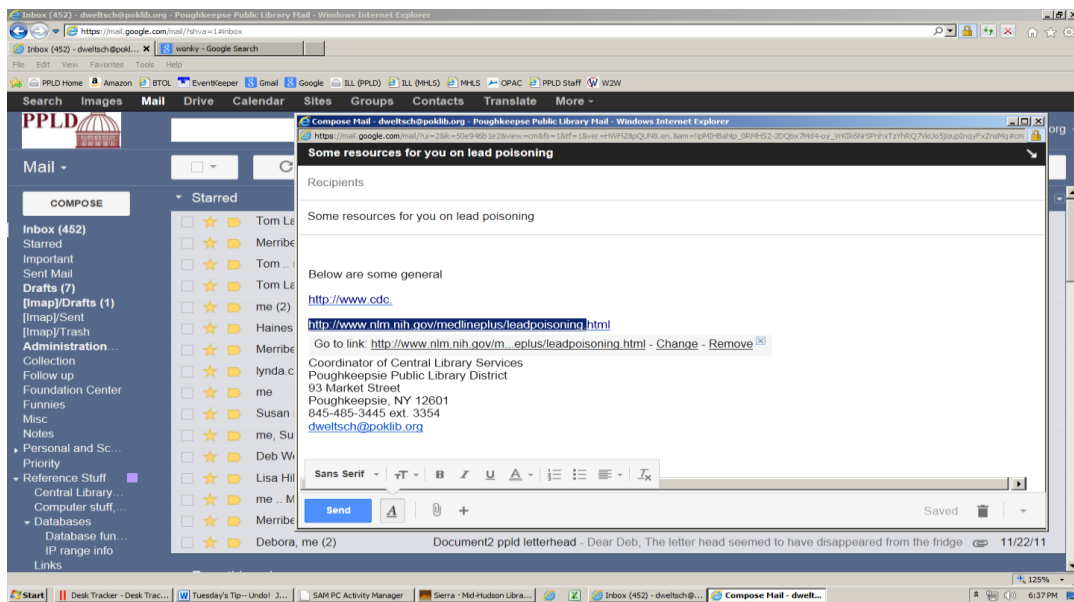 Inbox (452) - dweltsch@poklib.org - Poughkeepsie Public Library Mail - Windows Internet Explorer
https://mail.google.com/mail/?shva=1#inbox
Inbox (452) - dweltsch@pokl... wonky - Google Search
File Edit View Favorites Tools Help
PPLD Home Amazon BTOL EventKeeper Gmail Google ILL (PPLD) ILL (MHLS) MHLS OPAC PPLD Staff W2W
Search Images Mail Drive Calendar Sites Groups Contacts Translate More
PPLD
Compose Mail - dweltsch@poklib.org - Poughkeepsie Public Library Mail - Windows Internet Explorer
org
Some resources for you on lead poisoning
Mail
Recipients
COMPOSE
Starred
Some resources for you on lead poisoning
Inbox (452)
Starred
Important
Sent Mail
Drafts (7)
[Imap]/Drafts (1)
[Imap]/Sent
[Imap]/Trash
Administration...
Collection
Follow up
Foundation Center
Funnies
Misc
Notes
Personal and Sc...
Priority
Reference Stuff
Central Library...
Computer stuff,...
Databases
Database fun...
IP range info
Links
Tom La
Merribe
Tom ..
Tom La
me (2)
Haines
Merribe
lynda.c
me
Susan
me, Su
Deb We
Lisa Hil
me .. M
Merribe
Debora, me (2) Document2 ppld letterhead - Dear Deb, The letter head seemed to have disappeared from the fridge 11/22/11
Below are some general
http://www.cdc.
http://www.nlm.nih.gov/medlineplus/leadpoisoning.html
Go to link: http://www.nlm.nih.gov/m...eplus/leadpoisoning.html - Change - Remove
Coordinator of Central Library Services
Poughkeepsie Public Library District
93 Market Street
Poughkeepsie, NY 12601
845-485-3445 ext. 3354
dweltsch@poklib.org
Sans Serif T B I U A
Send A Saved
125%
Start Desk Tracker - Desk Trac... Tuesday's Tip-- Undo! J... SAM PC Activity Manager Sierra · Mid-Hudson Libra... Inbox (452) - dweltsch@... Compose Mail - dwelt... 6:37 PM